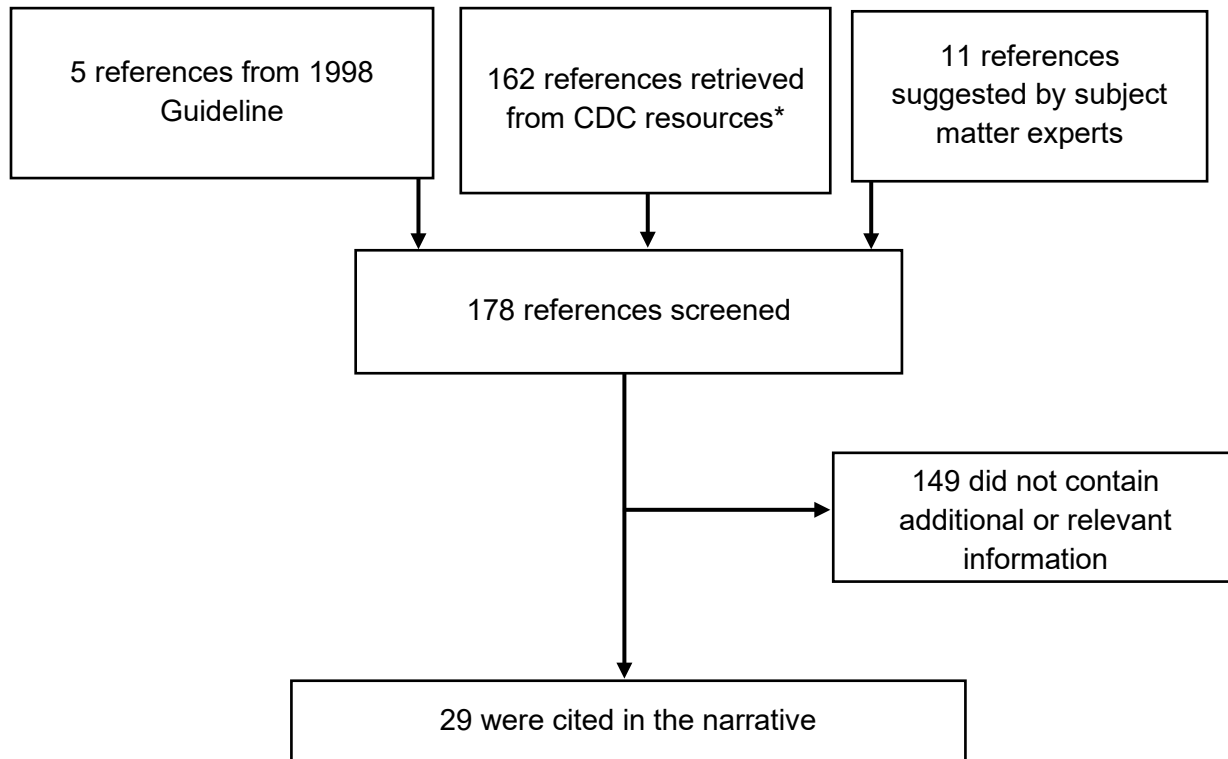 5 references from 1998
Guideline
162 references retrieved
from CDC resources*
11 references
suggested by subject
matter experts
178 references screened
149 did not contain
additional or relevant
information
29 were cited in the narrative